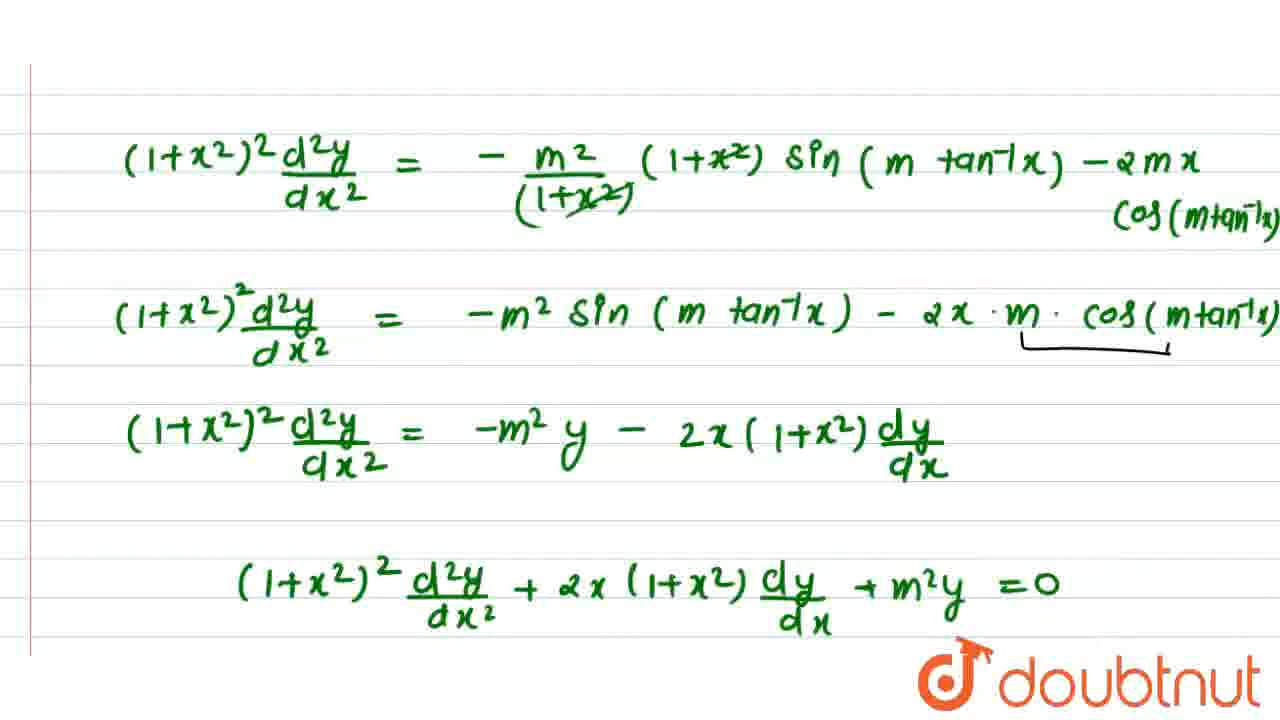 (1+x²)² d²y/dx² = - m²/(1+x²) (1+x²) sin (m tan⁻¹x) - 2mx
cos(mtan⁻¹x)
(1+x²)² d²y/dx² = -m² sin (m tan⁻¹x) - 2x · m · cos(mtan⁻¹x)
(1+x²)² d²y/dx² = -m² y - 2x (1+x²) dy/dx
(1+x²)² d²y/dx² + 2x (1+x²) dy/dx + m²y = 0
doubtnut